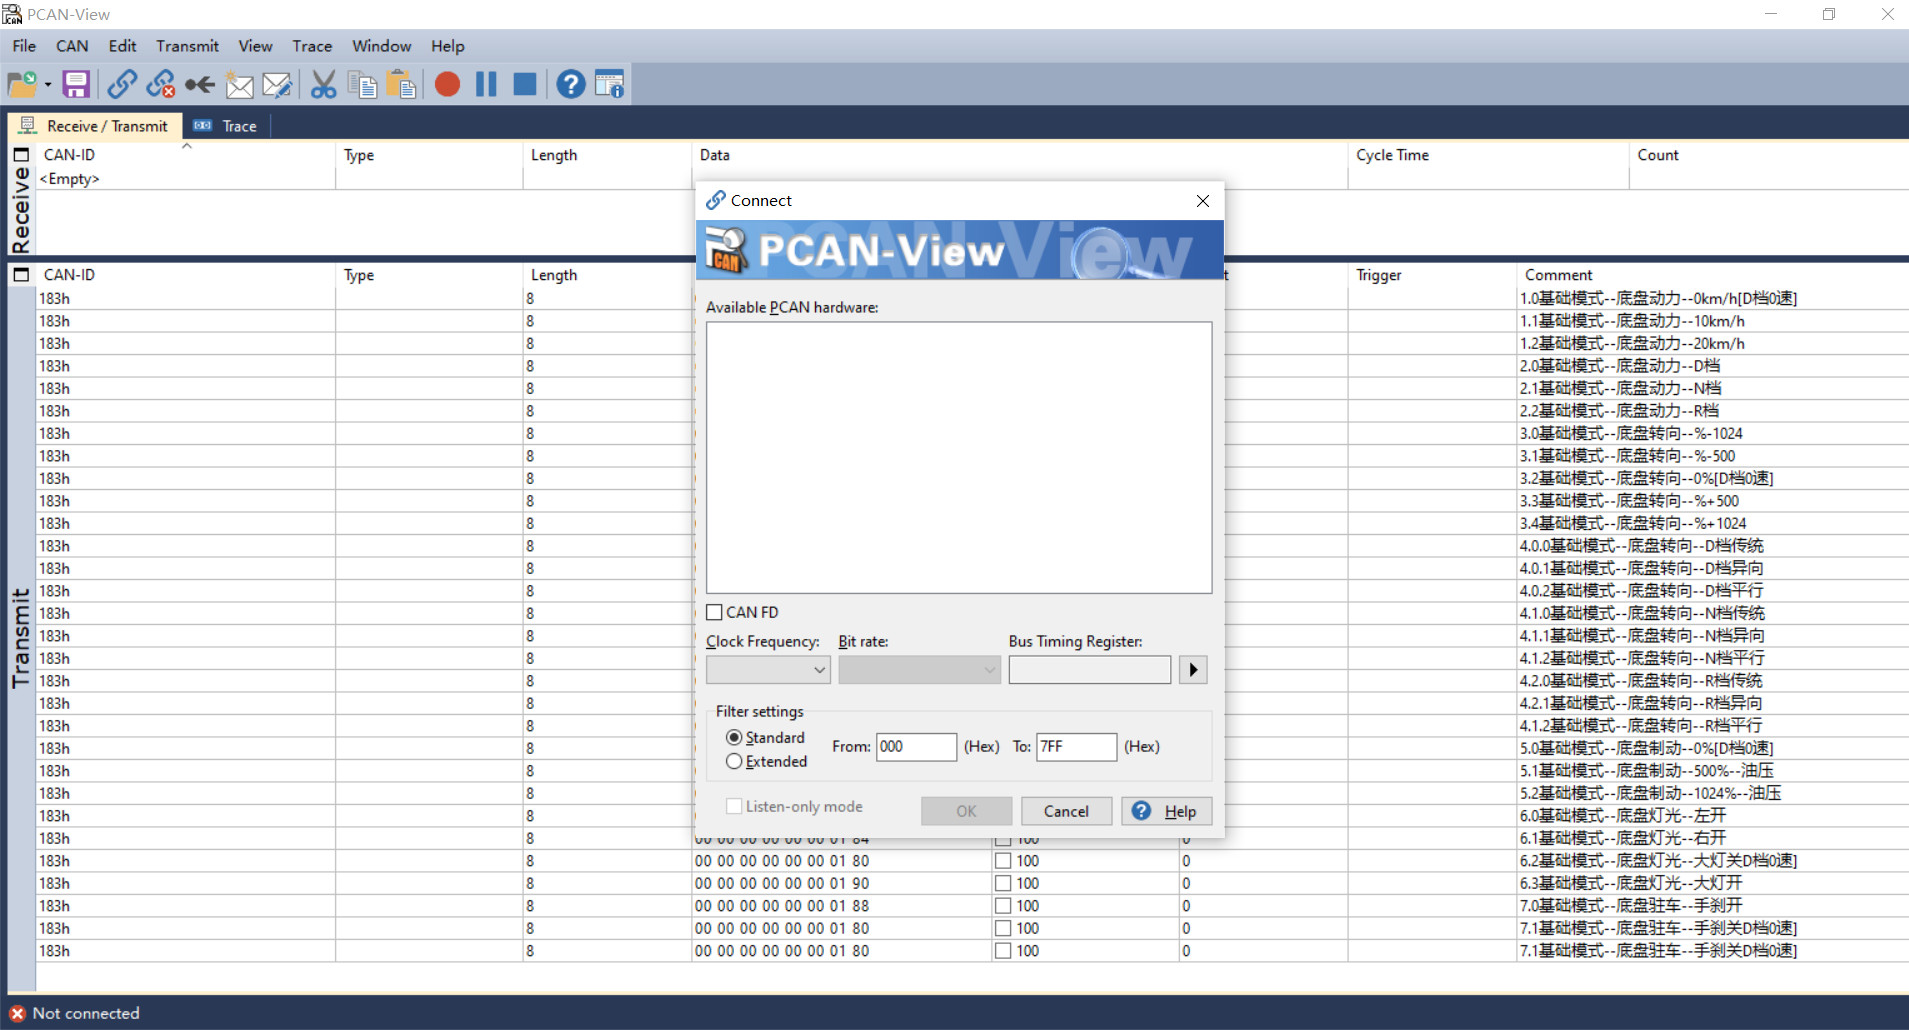 PCAN-View
File CAN Edit Transmit View Trace Window Help
Receive / Transmit Trace
Receive
CAN-ID Type Length Data Cycle Time Count
<Empty>
Connect
PCAN-View
Available PCAN hardware:
CAN FD
Clock Frequency: Bit rate: Bus Timing Register:
Filter settings
Standard
Extended
From: 000 (Hex) To: 7FF (Hex)
Listen-only mode
OK Cancel Help
Transmit
CAN-ID Type Length Trigger Comment
183h 8 1.0基础模式--底盘动力--0km/h[D档0速]
183h 8 1.1基础模式--底盘动力--10km/h
183h 8 1.2基础模式--底盘动力--20km/h
183h 8 2.0基础模式--底盘动力--D档
183h 8 2.1基础模式--底盘动力--N档
183h 8 2.2基础模式--底盘动力--R档
183h 8 3.0基础模式--底盘转向--%-1024
183h 8 3.1基础模式--底盘转向--%-500
183h 8 3.2基础模式--底盘转向--0%[D档0速]
183h 8 3.3基础模式--底盘转向--%+500
183h 8 3.4基础模式--底盘转向--%+1024
183h 8 4.0.0基础模式--底盘转向--D档传统
183h 8 4.0.1基础模式--底盘转向--D档异向
183h 8 4.0.2基础模式--底盘转向--D档平行
183h 8 4.1.0基础模式--底盘转向--N档传统
183h 8 4.1.1基础模式--底盘转向--N档异向
183h 8 4.1.2基础模式--底盘转向--N档平行
183h 8 4.2.0基础模式--底盘转向--R档传统
183h 8 4.2.1基础模式--底盘转向--R档异向
183h 8 4.1.2基础模式--底盘转向--R档平行
183h 8 5.0基础模式--底盘制动--0%[D档0速]
183h 8 5.1基础模式--底盘制动--500%--油压
183h 8 5.2基础模式--底盘制动--1024%--油压
183h 8 6.0基础模式--底盘灯光--左开
183h 8 00 00 00 00 00 00 01 84 100 0 6.1基础模式--底盘灯光--右开
183h 8 00 00 00 00 00 00 01 80 100 0 6.2基础模式--底盘灯光--大灯关D档0速]
183h 8 00 00 00 00 00 00 01 90 100 0 6.3基础模式--底盘灯光--大灯开
183h 8 00 00 00 00 00 00 01 88 100 0 7.0基础模式--底盘驻车--手刹开
183h 8 00 00 00 00 00 00 01 80 100 0 7.1基础模式--底盘驻车--手刹关D档0速]
183h 8 00 00 00 00 00 00 01 80 100 0 7.1基础模式--底盘驻车--手刹关D档0速]
Not connected